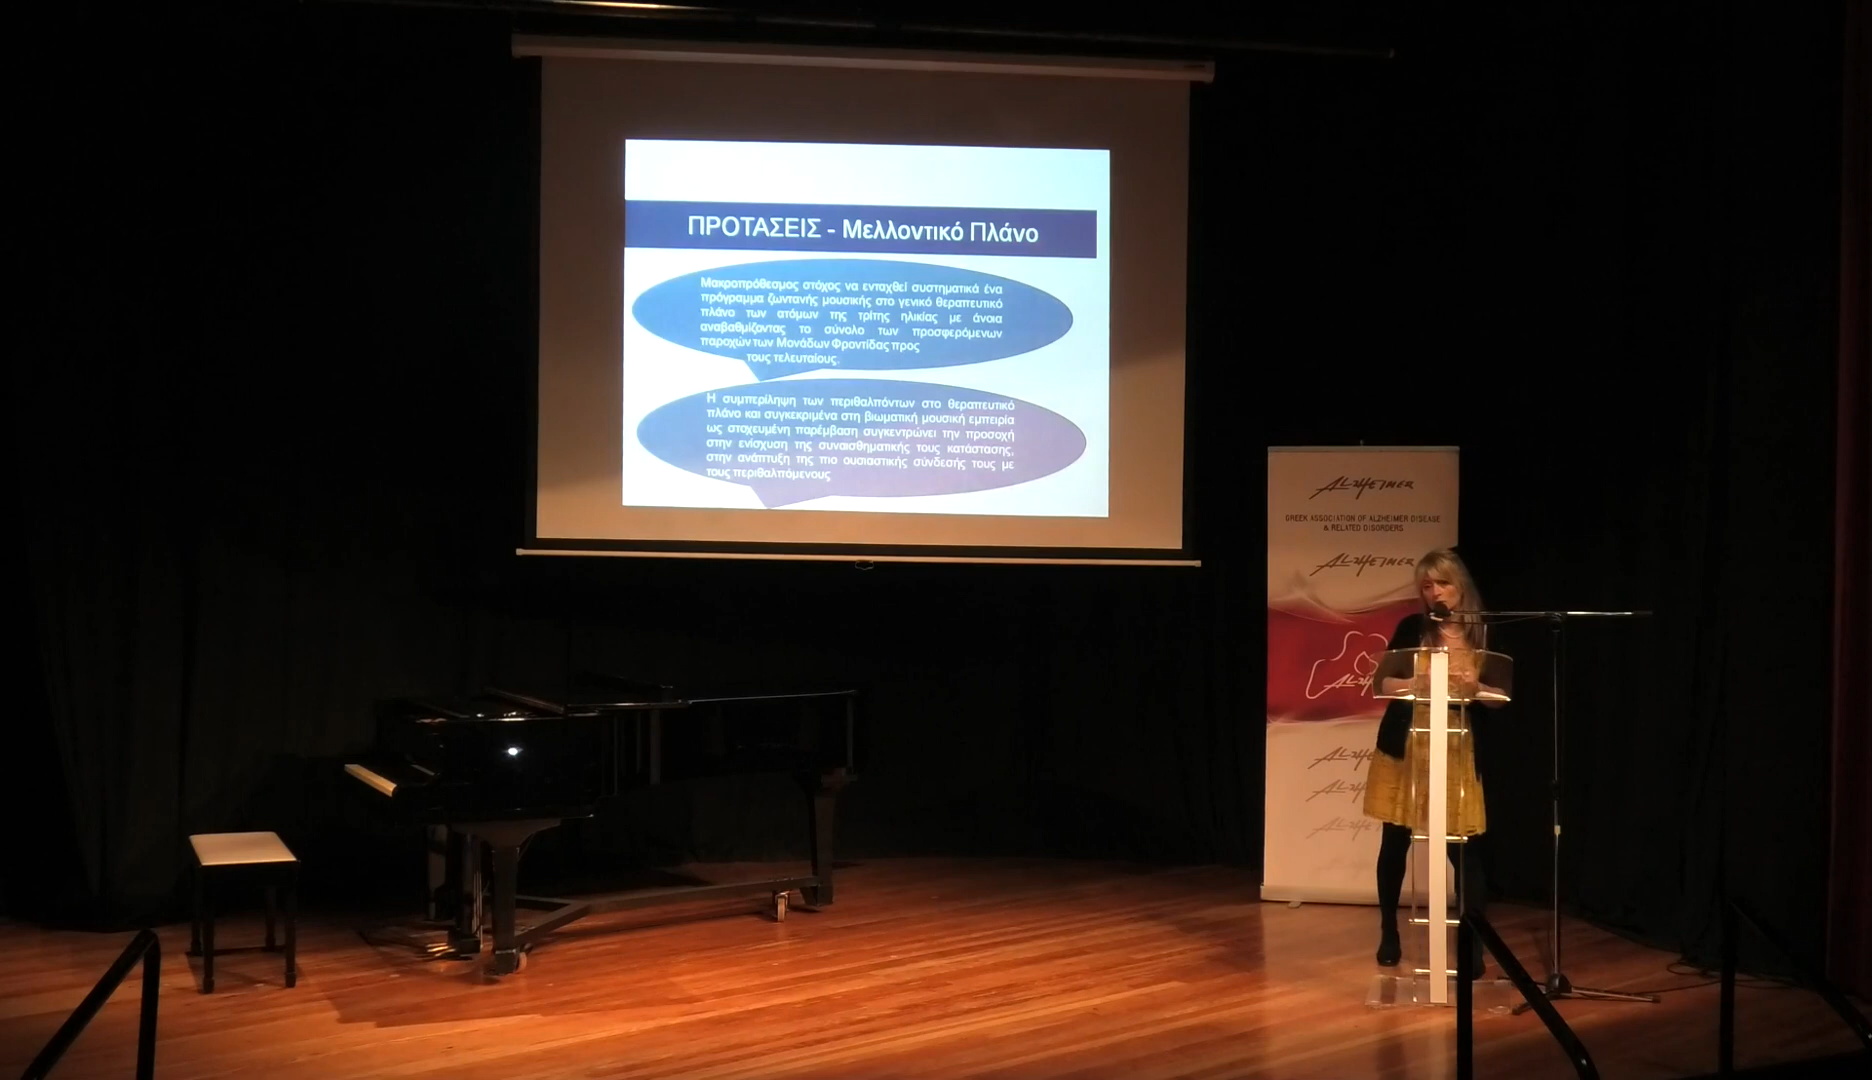 ΠΡΟΤΑΣΕΙΣ - Μελλοντικό Πλάνο
Μακροπρόθεσμος στόχος να ενταχθεί συστηματικά ένα
πρόγραμμα ζωντανής μουσικής στο γενικό θεραπευτικό
πλάνο των ατόμων της τρίτης ηλικίας με άνοια
αναβαθμίζοντας το σύνολο των προσφερόμενων
παροχών των Μονάδων Φροντίδας προς
τους τελευταίους.
Η συμπερίληψη των περιθαλπόντων στο θεραπευτικό
πλάνο και συγκεκριμένα στη βιωματική μουσική εμπειρία
ως στοχευμένη παρέμβαση συγκεντρώνει την προσοχή
στην ενίσχυση της συναισθηματικής τους κατάστασης,
στην ανάπτυξη της πιο ουσιαστικής σύνδεσής τους με
τους περιθαλπόμενους
ALZHEIMER
GREEK ASSOCIATION OF ALZHEIMER DISEASE
& RELATED DISORDERS
ALZHEIMER